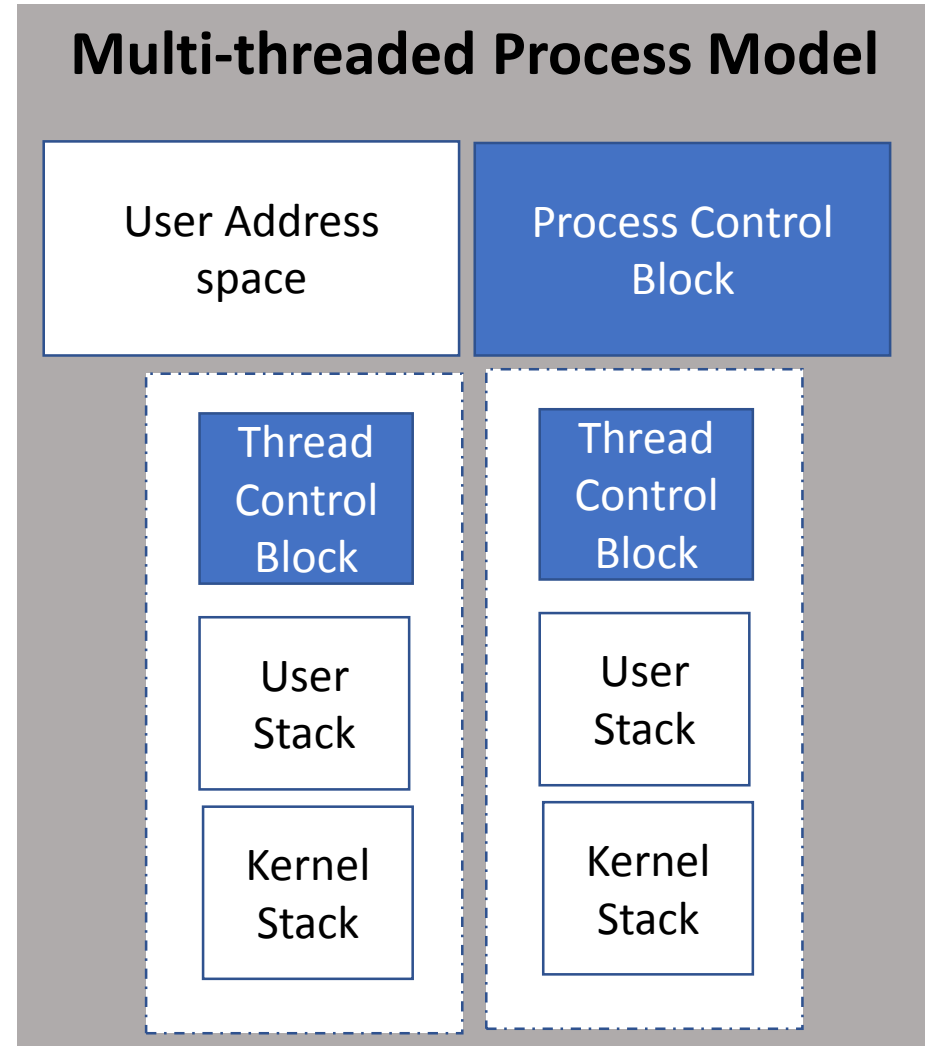 Multi-threaded Process Model
User Address
space
Process Control
Block
Thread
Control
Block
User
Stack
Kernel
Stack
Thread
Control
Block
User
Stack
Kernel
Stack